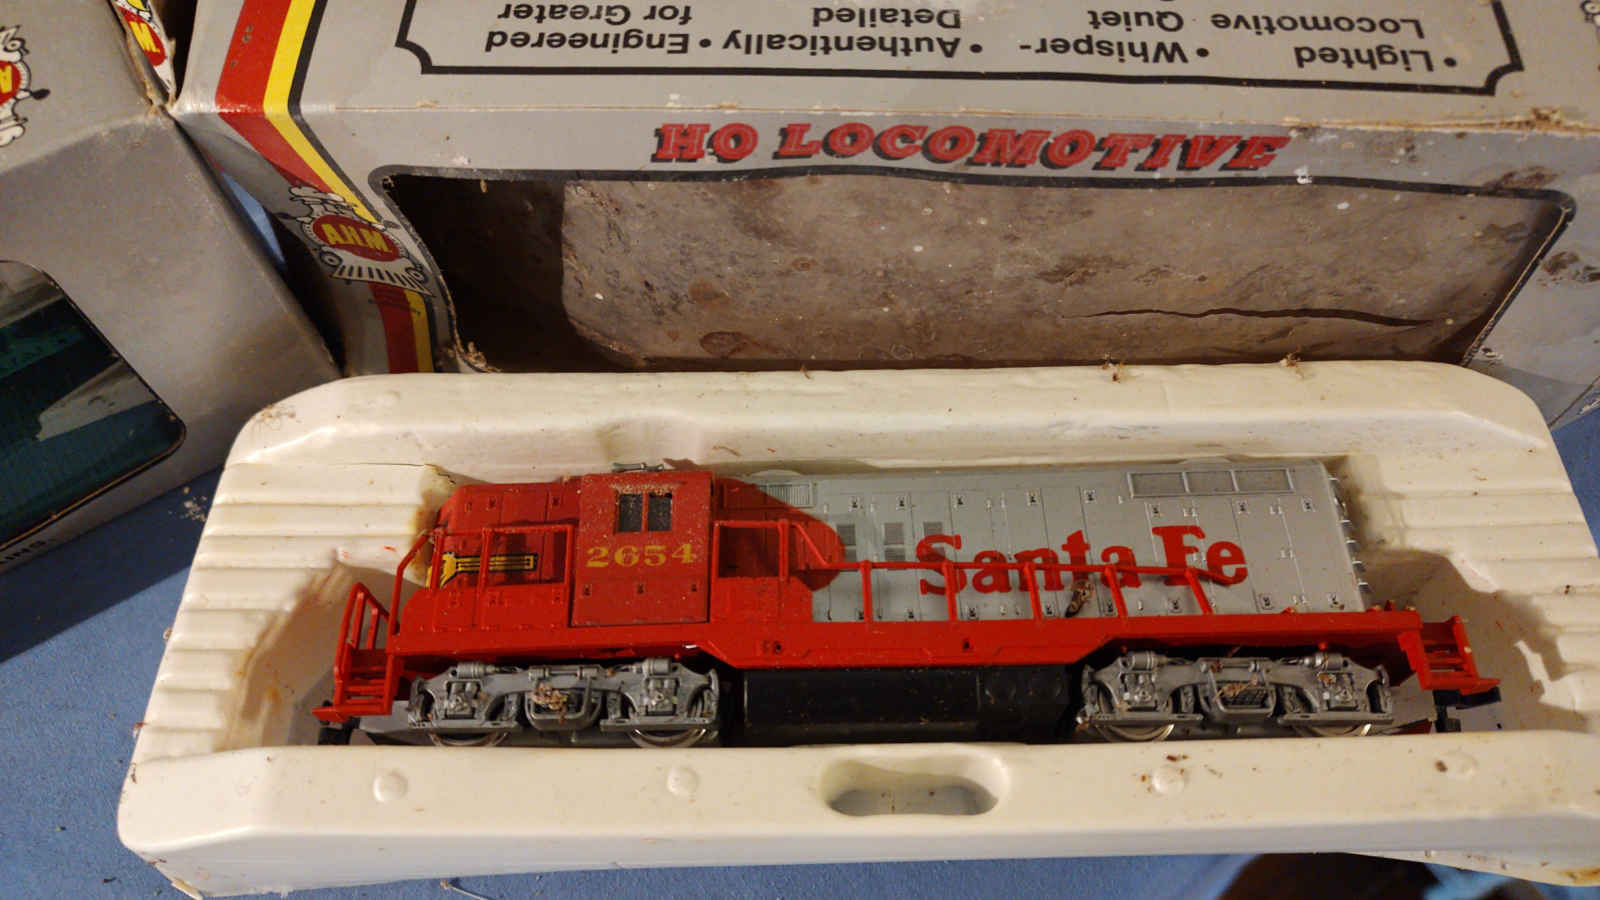 • Lighted • Whisper- • Authentically • Engineered
Locomotive Quiet Detailed for Greater
HO LOCOMOTIVE
AHM
2654
Santa Fe